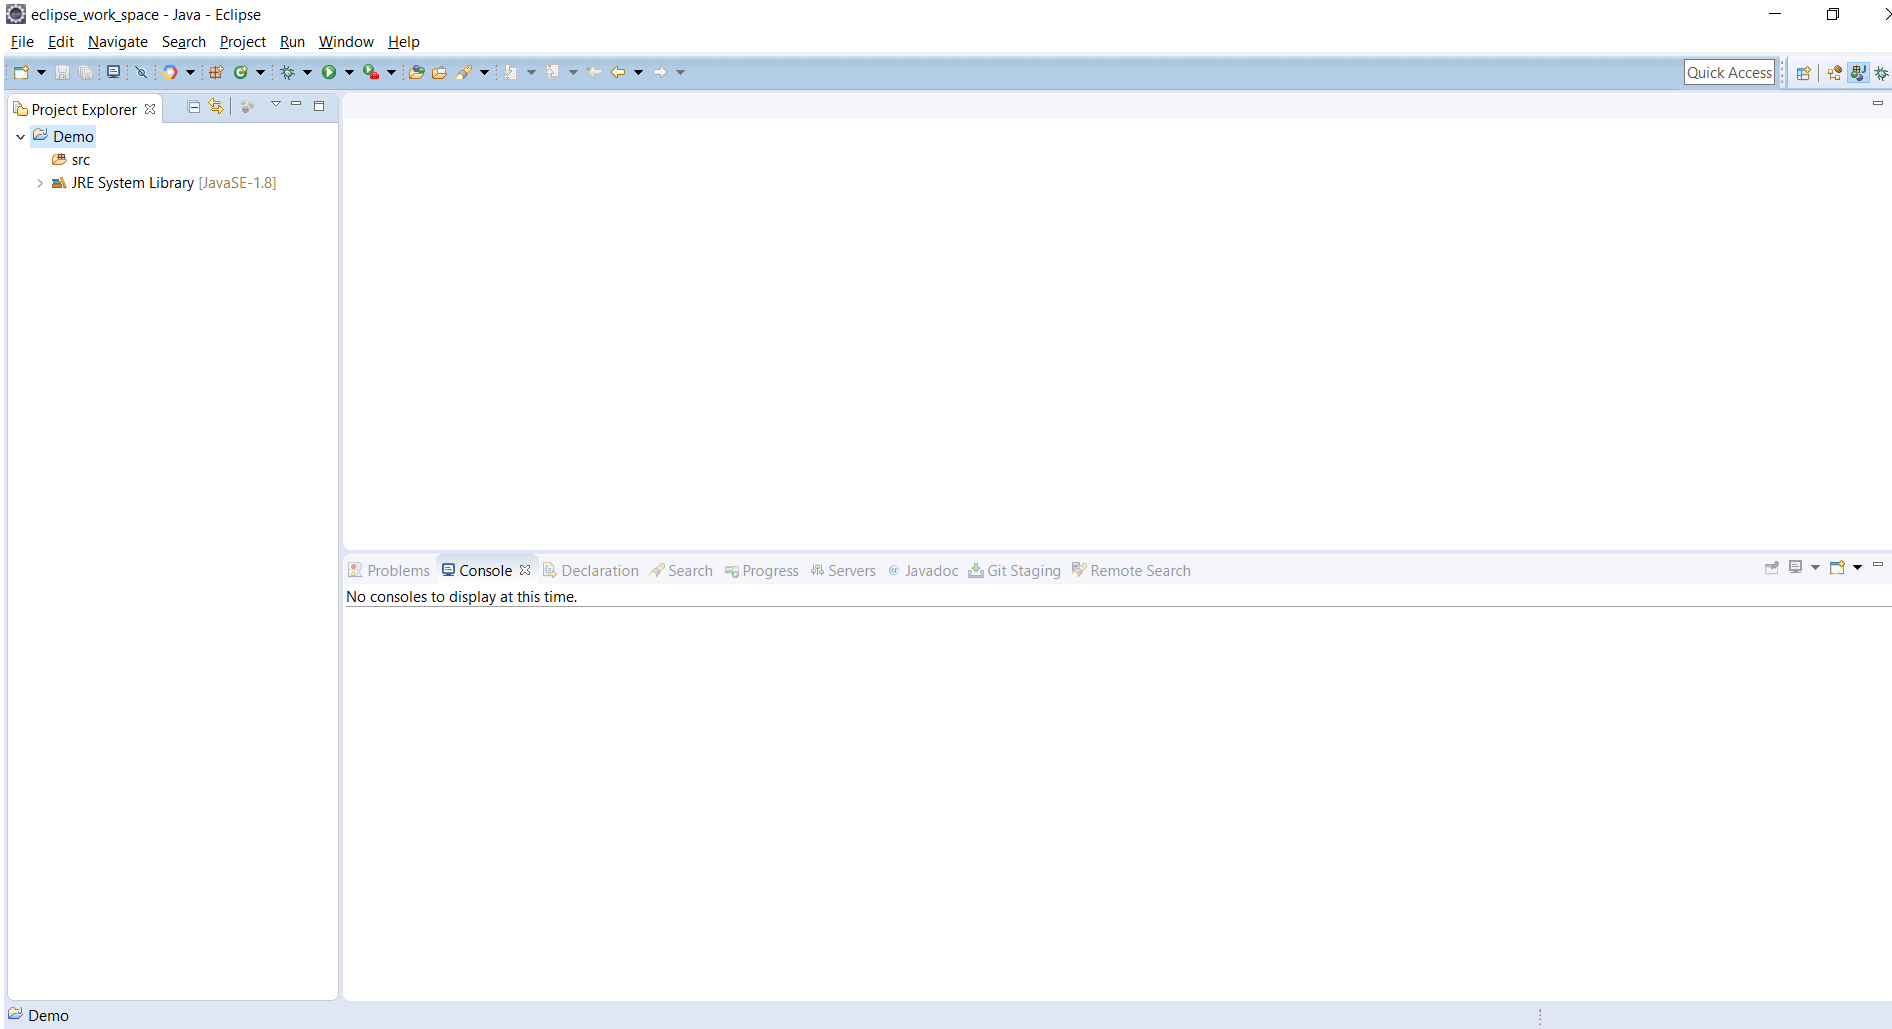 eclipse_work_space - Java - Eclipse
File Edit Navigate Search Project Run Window Help
Quick Access
Project Explorer
Demo
src
JRE System Library [JavaSE-1.8]
Problems Console Declaration Search Progress Servers @ Javadoc Git Staging Remote Search
No consoles to display at this time.
Demo